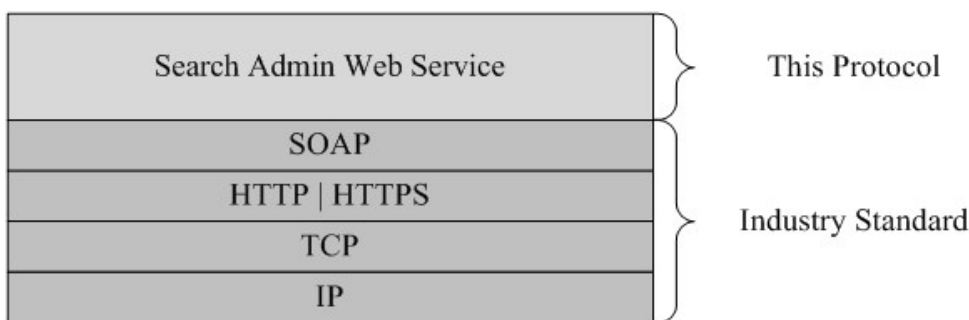 Search Admin Web Service
This Protocol
SOAP
HTTP | HTTPS
TCP
IP
Industry Standard